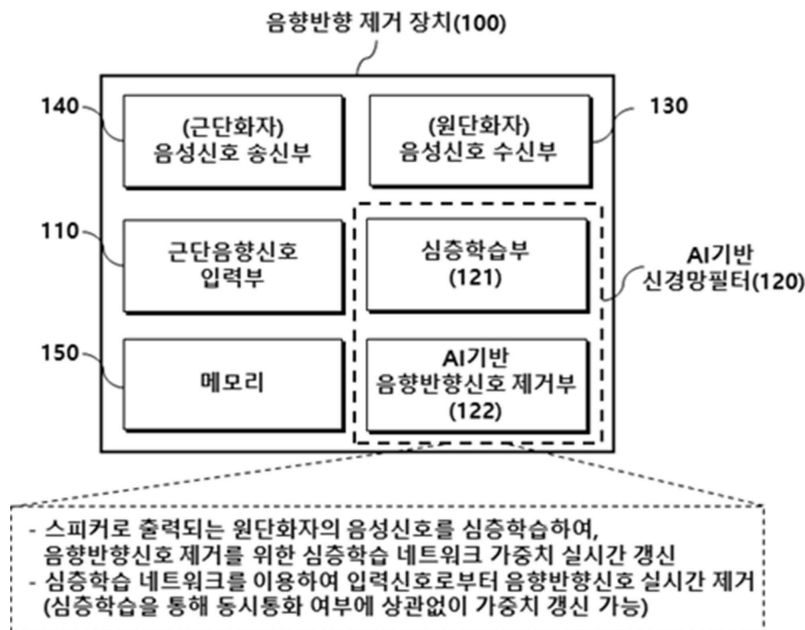 음향반향 제거 장치(100)
140
(근단화자)
음성신호 송신부
(원단화자)
음성신호 수신부
130
110
근단음향신호
입력부
심층학습부
(121)
AI기반
신경망필터(120)
150
메모리
AI기반
음향반향신호 제거부
(122)
- 스피커로 출력되는 원단화자의 음성신호를 심층학습하여,
음향반향신호 제거를 위한 심층학습 네트워크 가중치 실시간 갱신
- 심층학습 네트워크를 이용하여 입력신호로부터 음향반향신호 실시간 제거
(심층학습을 통해 동시통화 여부에 상관없이 가중치 갱신 가능)